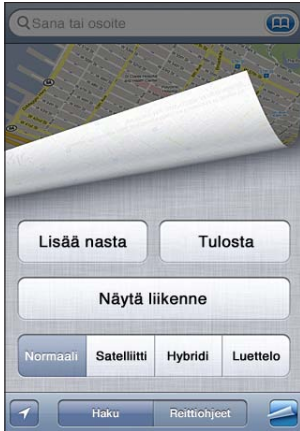 Sana tai osoite
Lisää nasta
Tulosta
Näytä liikenne
Normaali Satelliitti Hybridi Luettelo
Haku Reittiohjeet